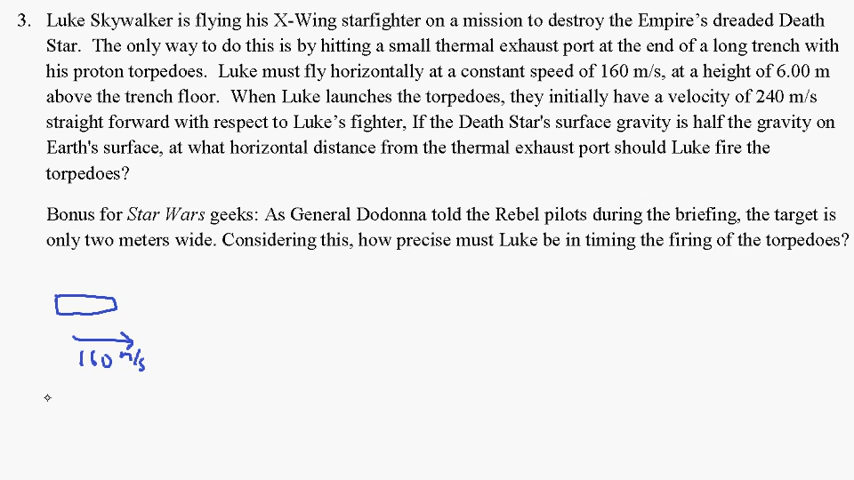 3. Luke Skywalker is flying his X-Wing starfighter on a mission to destroy the Empire's dreaded Death
Star. The only way to do this is by hitting a small thermal exhaust port at the end of a long trench with
his proton torpedoes. Luke must fly horizontally at a constant speed of 160 m/s, at a height of 6.00 m
above the trench floor. When Luke launches the torpedoes, they initially have a velocity of 240 m/s
straight forward with respect to Luke's fighter, If the Death Star's surface gravity is half the gravity on
Earth's surface, at what horizontal distance from the thermal exhaust port should Luke fire the
torpedoes?
Bonus for Star Wars geeks: As General Dodonna told the Rebel pilots during the briefing, the target is
only two meters wide. Considering this, how precise must Luke be in timing the firing of the torpedoes?
160 m/s